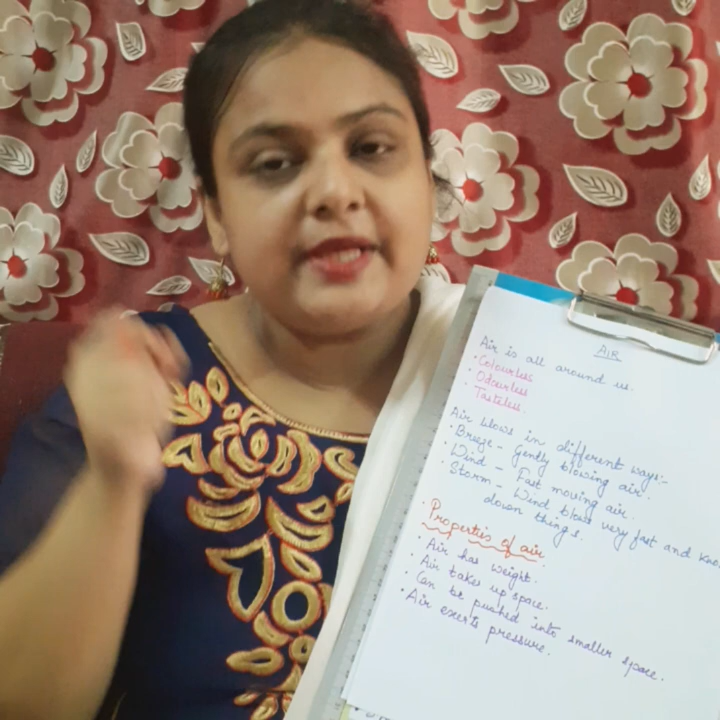 AIR
Air is all around us.
• Colourless
• Odourless
• Tasteless.
Air blows in different ways:-
• Breeze - Gently blowing air.
• Wind - Fast moving air.
• Storm - Wind blows very fast and
down things.
• Properties of air
• Air has weight.
• Air takes up space.
• Can be pushed into smaller space.
• Air exerts pressure.